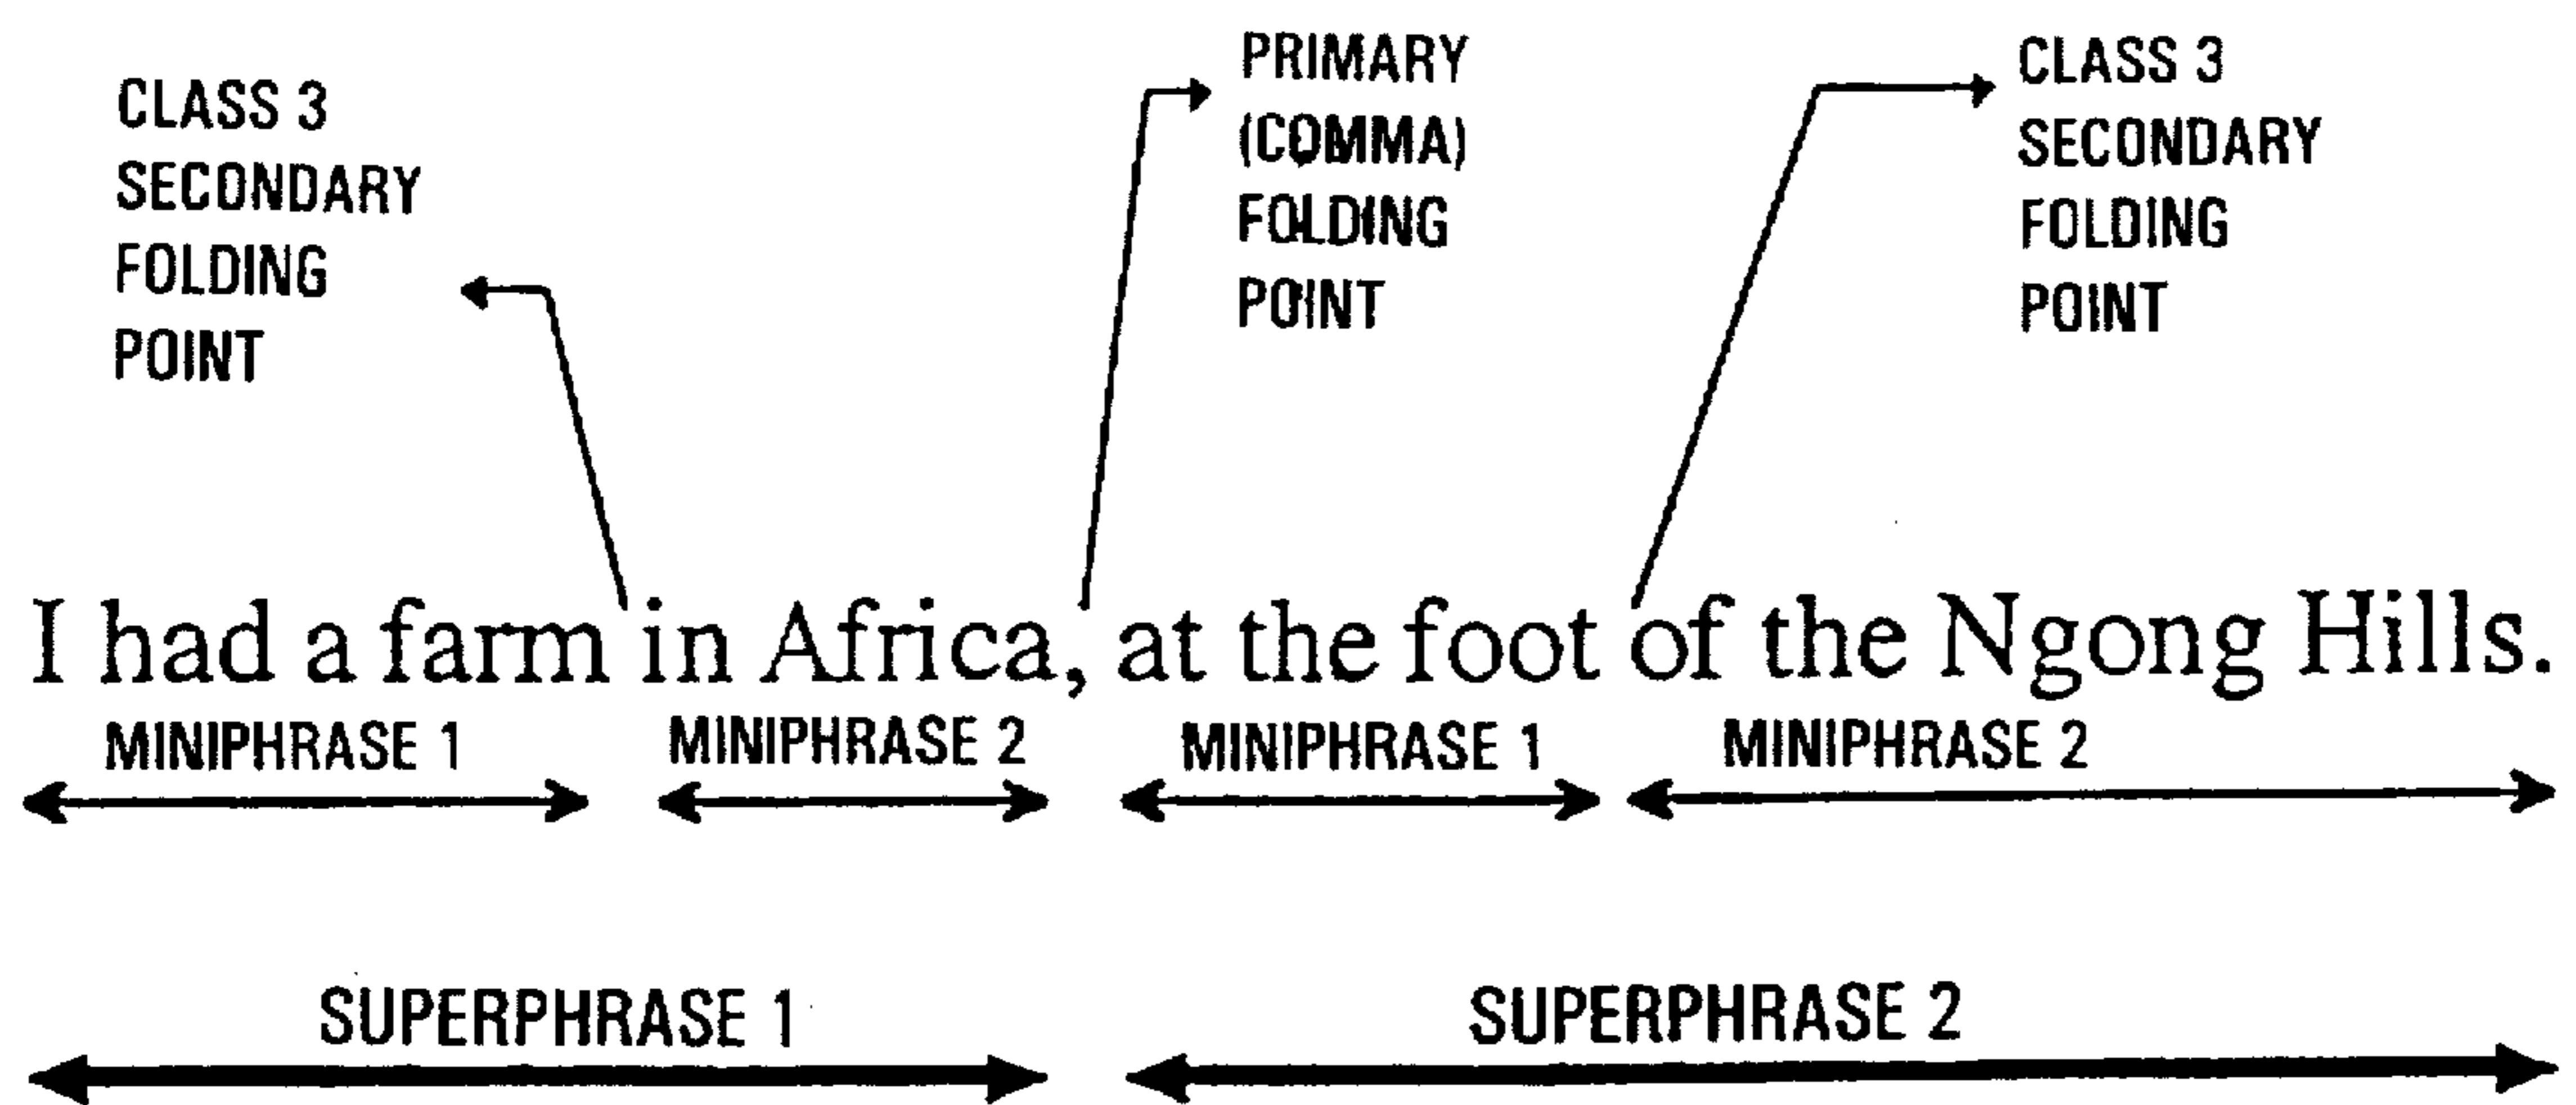 CLASS 3
SECONDARY
FOLDING
POINT
PRIMARY
(COMMA)
FOLDING
POINT
CLASS 3
SECONDARY
FOLDING
POINT
I had a farm in Africa, at the foot of the Ngong Hills.
MINIPHRASE 1 MINIPHRASE 2 MINIPHRASE 1 MINIPHRASE 2
SUPERPHRASE 1 SUPERPHRASE 2